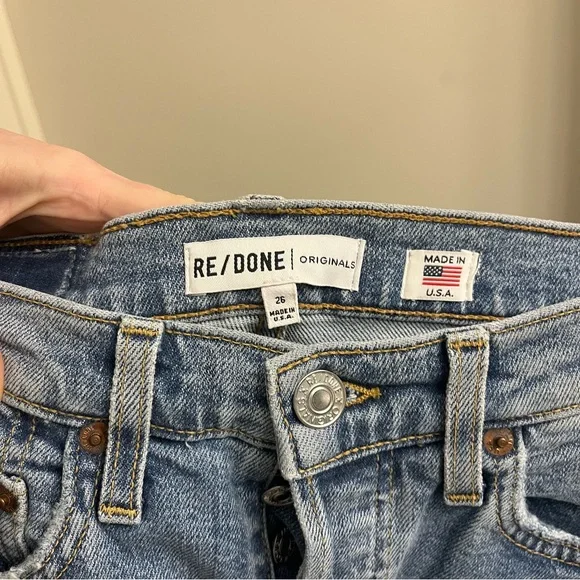 RE/DONE | ORIGINALS
MADE IN
U.S.A.
26
MADE IN
U.S.A.